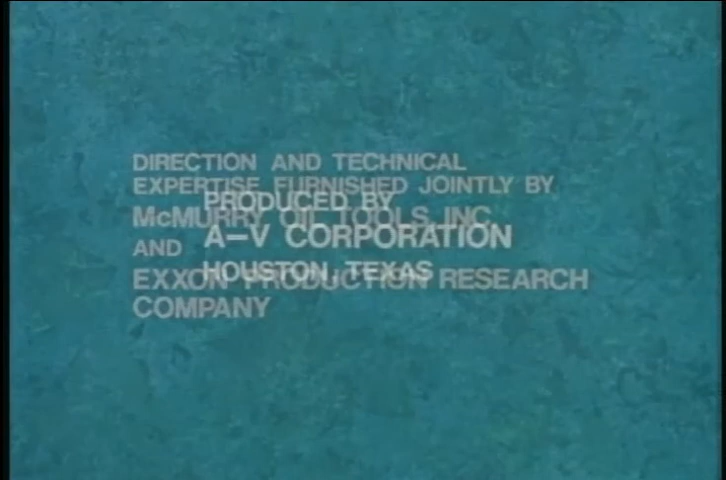 DIRECTION AND TECHNICAL
EXPERTISE FURNISHED JOINTLY BY
McMURRY OIL TOOLS, INC.
AND
EXXON PRODUCTION RESEARCH
COMPANY
PRODUCED BY
A-V CORPORATION
HOUSTON, TEXAS